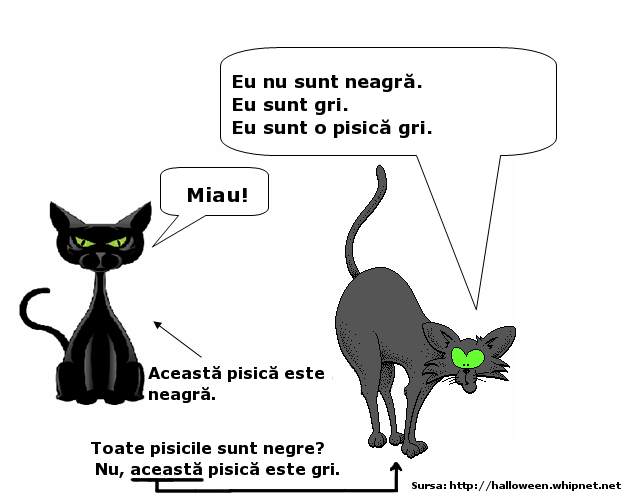 Eu nu sunt neagră.
Eu sunt gri.
Eu sunt o pisică gri.
Miau!
Această pisică este
neagră.
Toate pisicile sunt negre?
Nu, această pisică este gri.
Sursa: http://halloween.whipnet.net